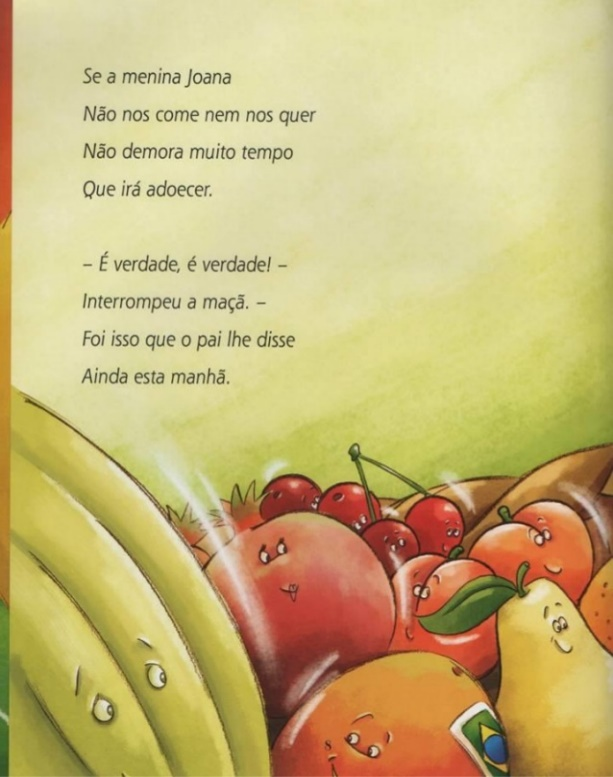 Se a menina Joana
Não nos come nem nos quer
Não demora muito tempo
Que irá adoecer.

– É verdade, é verdade! –
Interrompeu a maçã. –
Foi isso que o pai lhe disse
Ainda esta manhã.